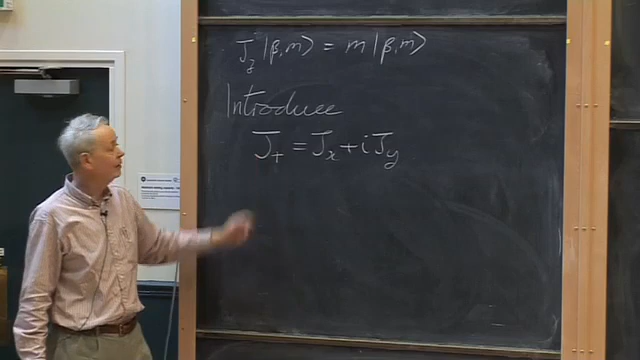 J_z |β,m⟩ = m |β,m⟩
Introduce
J_+ = J_x + i J_y